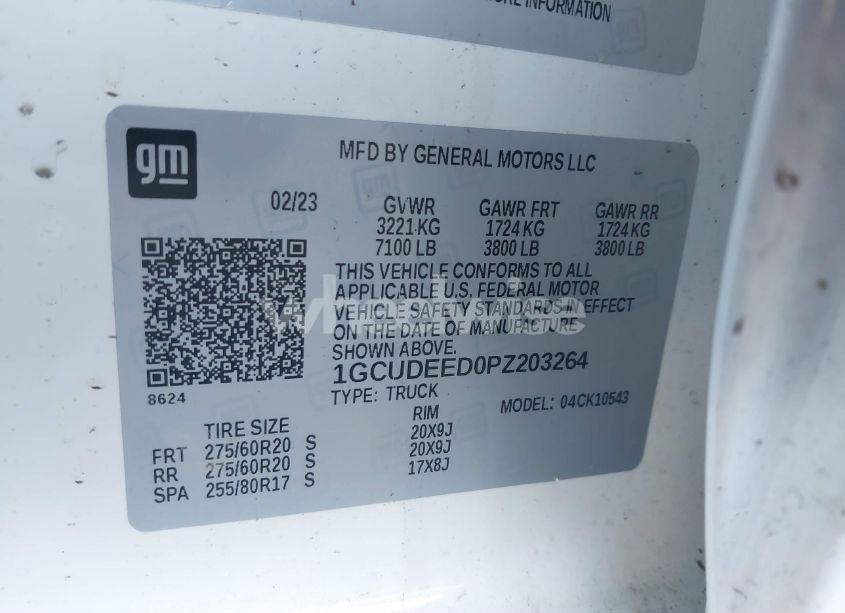 MORE INFORMATION
gm
MFD BY GENERAL MOTORS LLC
02/23 GVWR GAWR FRT GAWR RR
3221 KG 1724 KG 1724 KG
7100 LB 3800 LB 3800 LB
THIS VEHICLE CONFORMS TO ALL
APPLICABLE U.S. FEDERAL MOTOR
VEHICLE SAFETY STANDARDS IN EFFECT
ON THE DATE OF MANUFACTURE
SHOWN ABOVE.
1GCUDEED0PZ203264
8624
TYPE: TRUCK MODEL: 04CK10543
TIRE SIZE RIM
FRT 275/60R20 S 20X9J
RR 275/60R20 S 20X9J
SPA 255/80R17 S 17X8J